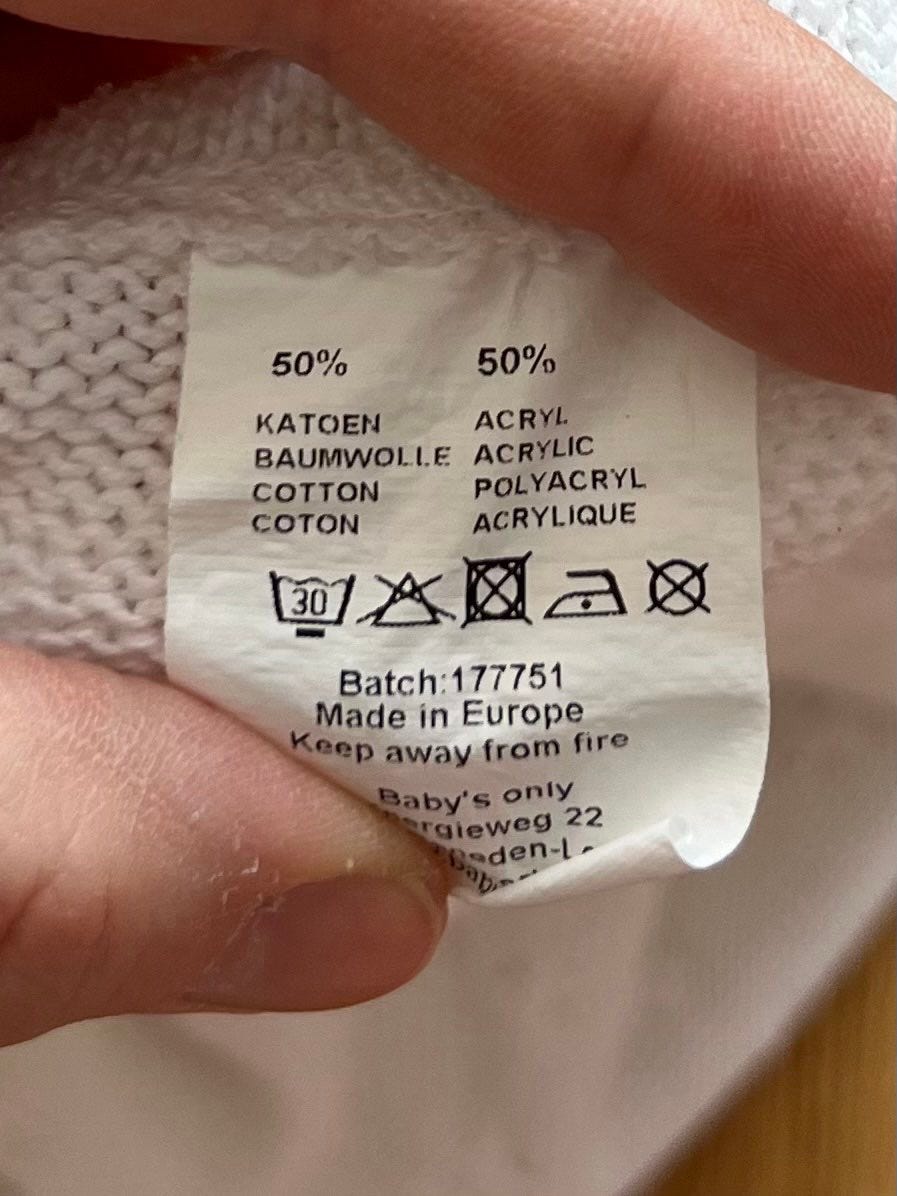 50% 50%
KATOEN ACRYL
BAUMWOLLE ACRYLIC
COTTON POLYACRYL
COTON ACRYLIQUE
30
Batch:177751
Made in Europe
Keep away from fire
Baby's only
22